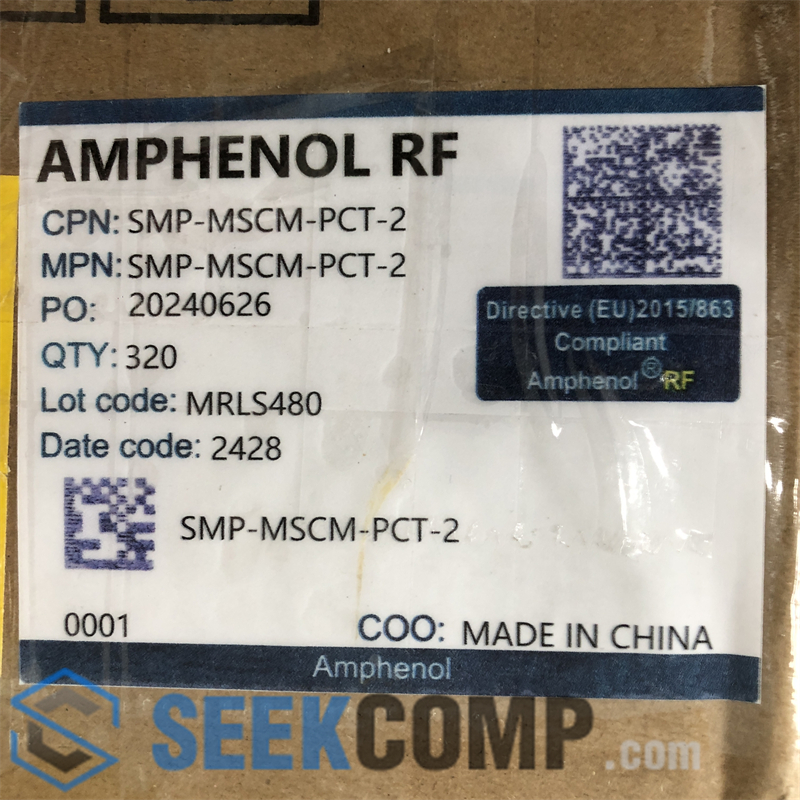 AMPHENOL RF
CPN: SMP-MSCM-PCT-2
MPN: SMP-MSCM-PCT-2
PO: 20240626
QTY: 320
Lot code: MRLS480
Date code: 2428
Directive (EU)2015/863
Compliant
Amphenol® RF
SMP-MSCM-PCT-2
0001
COO: MADE IN CHINA
Amphenol
SEEKCOMP.com